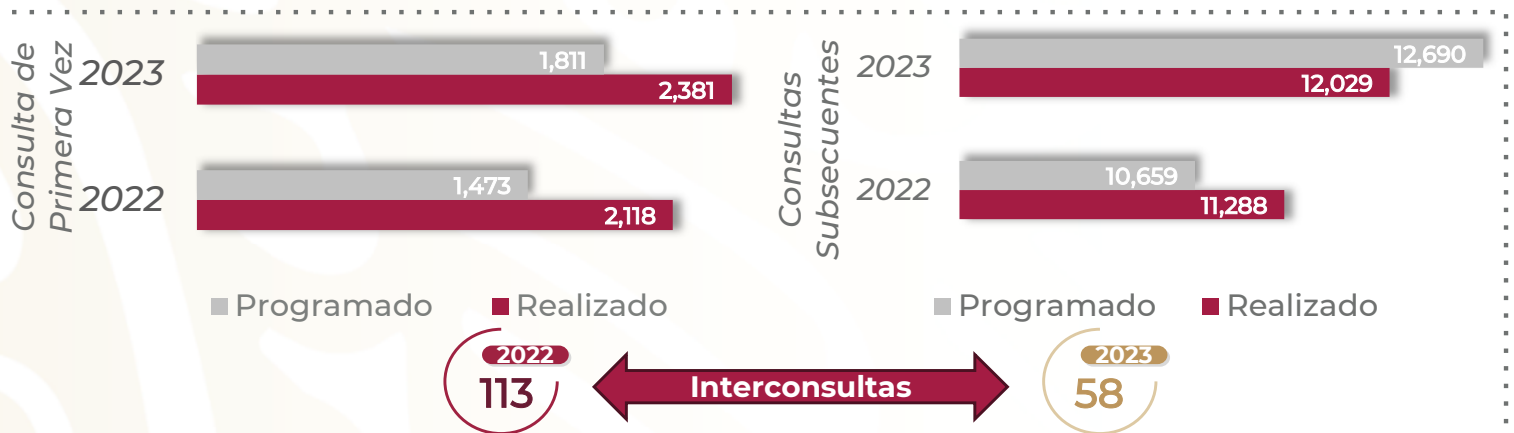 Consulta de
Primera Vez
2023
1,811
2,381
2022
1,473
2,118
Programado
Realizado
Consultas
Subsecuentes
2023
12,690
12,029
2022
10,659
11,288
Programado
Realizado
2022
113
Interconsultas
2023
58